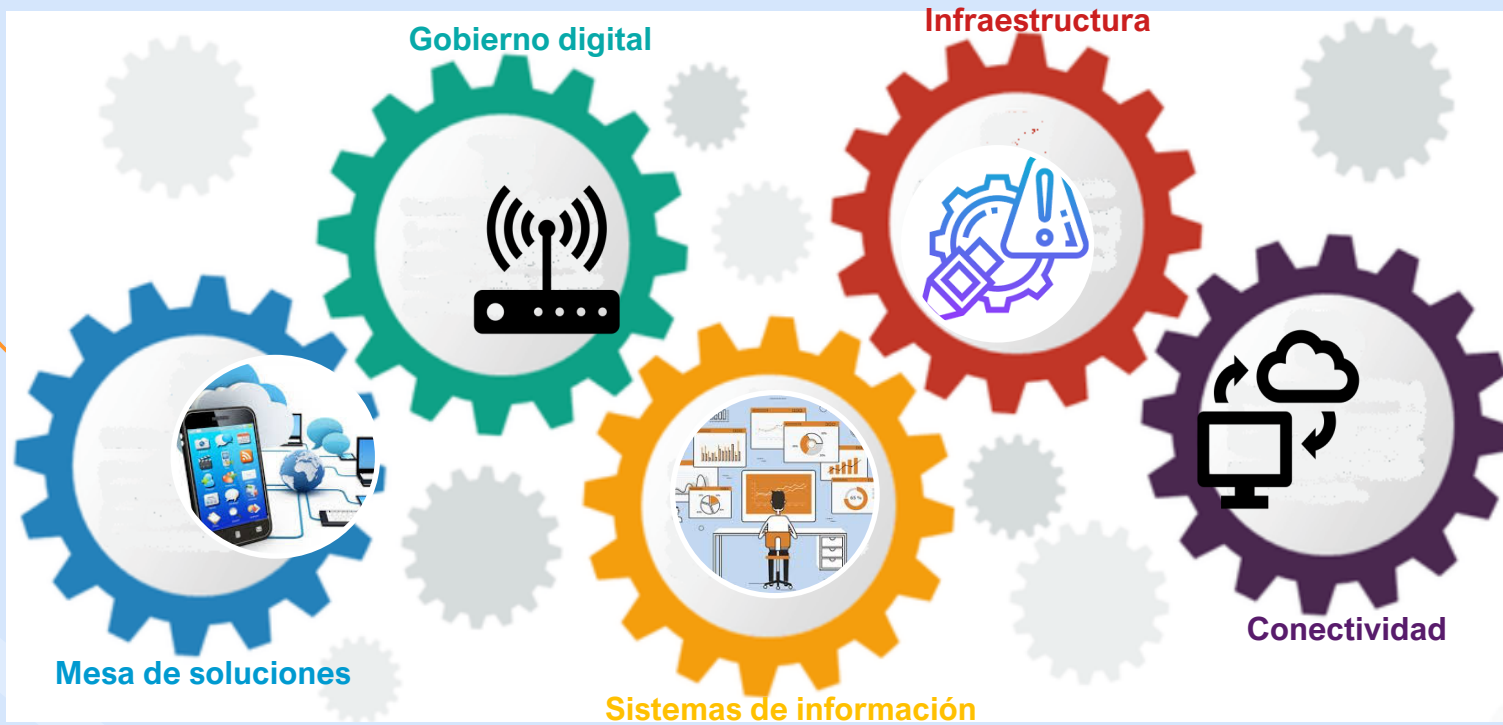 Infraestructura
Gobierno digital
Conectividad
Mesa de soluciones
Sistemas de información